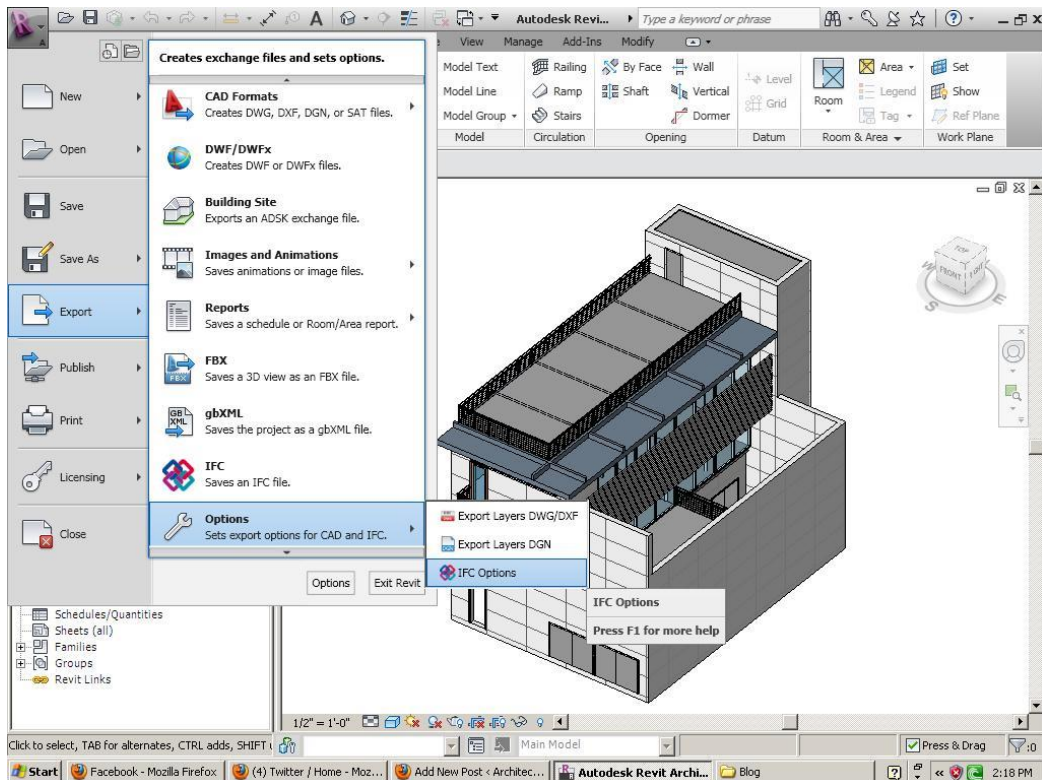 Autodesk Revi...
Type a keyword or phrase
View Manage Add-Ins Modify
Creates exchange files and sets options.
New
Open
Save
Save As
Export
Publish
Print
Licensing
Close
CAD Formats
Creates DWG, DXF, DGN, or SAT files.
DWF/DWFx
Creates DWF or DWFx files.
Building Site
Exports an ADSK exchange file.
Images and Animations
Saves animations or image files.
Reports
Saves a schedule or Room/Area report.
FBX
Saves a 3D view as an FBX file.
gbXML
Saves the project as a gbXML file.
IFC
Saves an IFC file.
Options
Sets export options for CAD and IFC.
Options Exit Revit
Export Layers DWG/DXF
Export Layers DGN
IFC Options
IFC Options
Press F1 for more help
Model Text
Model Line
Model Group
Model
Railing
Ramp
Stairs
Circulation
By Face
Shaft
Wall
Vertical
Dormer
Opening
Level
Grid
Datum
Room
Area
Legend
Tag
Room & Area
Set
Show
Ref Plane
Work Plane
TOP
FRONT
S
E
Schedules/Quantities
Sheets (all)
Families
Groups
Revit Links
1/2" = 1'-0"
Click to select, TAB for alternates, CTRL adds, SHIFT
Main Model
Press & Drag
:0
Start
Facebook - Mozilla Firefox
(4) Twitter / Home - Moz...
Add New Post < Architec...
Autodesk Revit Archi...
Blog
2:18 PM